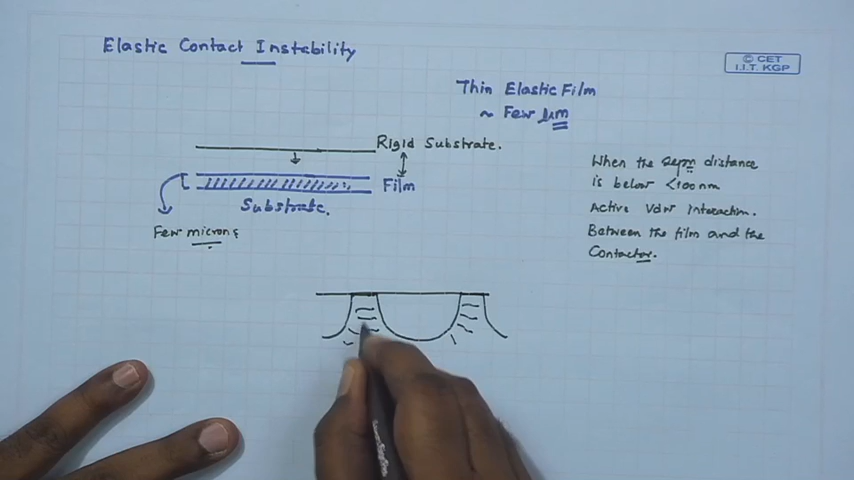 Elastic Contact Instability
© CET
I.I.T. KGP
Thin Elastic Film
~ Few μm
Rigid Substrate.
Film
Substrate.
Few microns
When the sepn distance
is below <100nm
Active vdw interaction.
Between the film and the
Contactor.